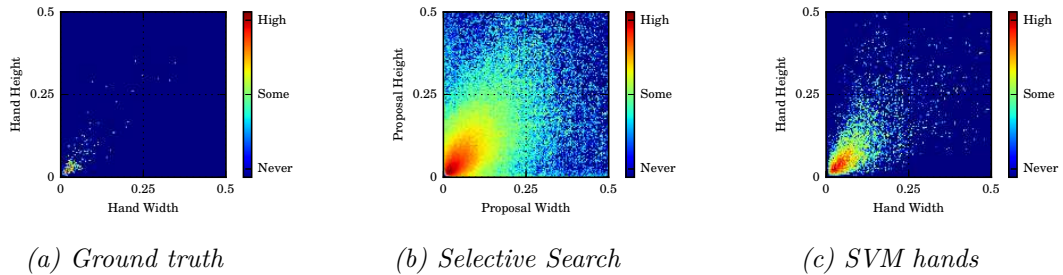 0.5
0.25
0
0
0.25
0.5
Hand Height
Hand Width
High
Some
Never
(a) Ground truth
0.5
0.25
0
0
0.25
0.5
Proposal Height
Proposal Width
High
Some
Never
(b) Selective Search
0.5
0.25
0
0
0.25
0.5
Hand Height
Hand Width
High
Some
Never
(c) SVM hands